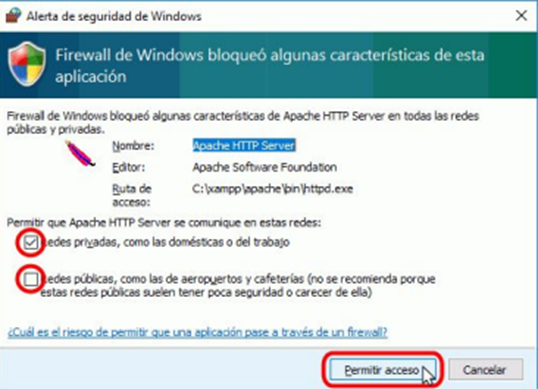 Alerta de seguridad de Windows
Firewall de Windows bloqueó algunas características de esta
aplicación
Firewall de Windows bloqueó algunas características de Apache HTTP Server en todas las redes
públicas y privadas.
Nombre: Apache HTTP Server
Editor: Apache Software Foundation
Ruta de
acceso: C:\xampp\apache\bin\httpd.exe
Permitir que Apache HTTP Server se comunique en estas redes:
Redes privadas, como las domésticas o del trabajo
Redes públicas, como las de aeropuertos y cafeterías (no se recomienda porque
estas redes públicas suelen tener poca seguridad o carecer de ella)
¿Cuál es el riesgo de permitir que una aplicación pase a través de un firewall?
Permitir acceso Cancelar